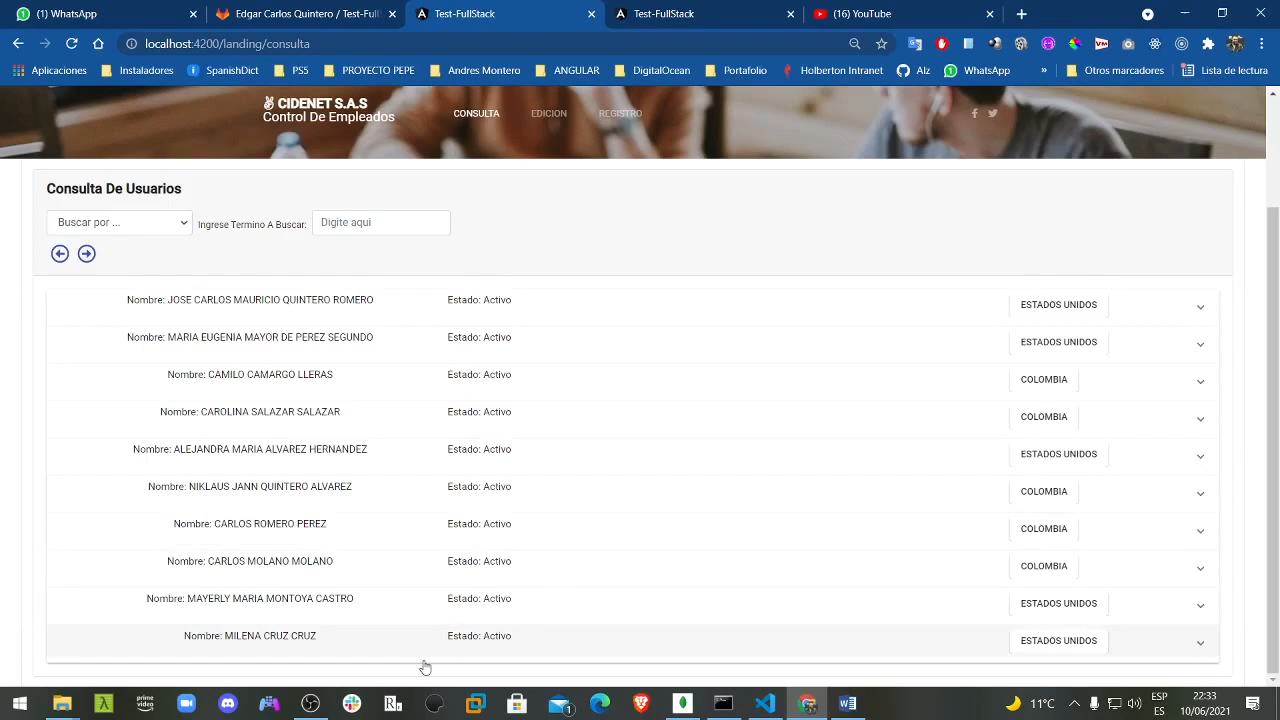 (1) WhatsApp
Edgar Carlos Quintero / Test-Full
Test-FullStack
Test-FullStack
(16) YouTube
localhost:4200/landing/consulta
Aplicaciones
Instaladores
SpanishDict
PS5
PROYECTO PEPE
Andres Montero
ANGULAR
DigitalOcean
Portafolio
Holberton Intranet
Alz
WhatsApp
»
Otros marcadores
Lista de lectura
CIDENET S.A.S
Control De Empleados
CONSULTA
EDICION
REGISTRO
Consulta De Usuarios
Buscar por ...
Ingrese Termino A Buscar:
Digite aqui
Nombre: JOSE CARLOS MAURICIO QUINTERO ROMERO Estado: Activo ESTADOS UNIDOS
Nombre: MARIA EUGENIA MAYOR DE PEREZ SEGUNDO Estado: Activo ESTADOS UNIDOS
Nombre: CAMILO CAMARGO LLERAS Estado: Activo COLOMBIA
Nombre: CAROLINA SALAZAR SALAZAR Estado: Activo COLOMBIA
Nombre: ALEJANDRA MARIA ALVAREZ HERNANDEZ Estado: Activo ESTADOS UNIDOS
Nombre: NIKLAUS JANN QUINTERO ALVAREZ Estado: Activo COLOMBIA
Nombre: CARLOS ROMERO PEREZ Estado: Activo COLOMBIA
Nombre: CARLOS MOLANO MOLANO Estado: Activo COLOMBIA
Nombre: MAYERLY MARIA MONTOYA CASTRO Estado: Activo ESTADOS UNIDOS
Nombre: MILENA CRUZ CRUZ Estado: Activo ESTADOS UNIDOS
prime video
11°C
ESP
ES
22:33
10/06/2021